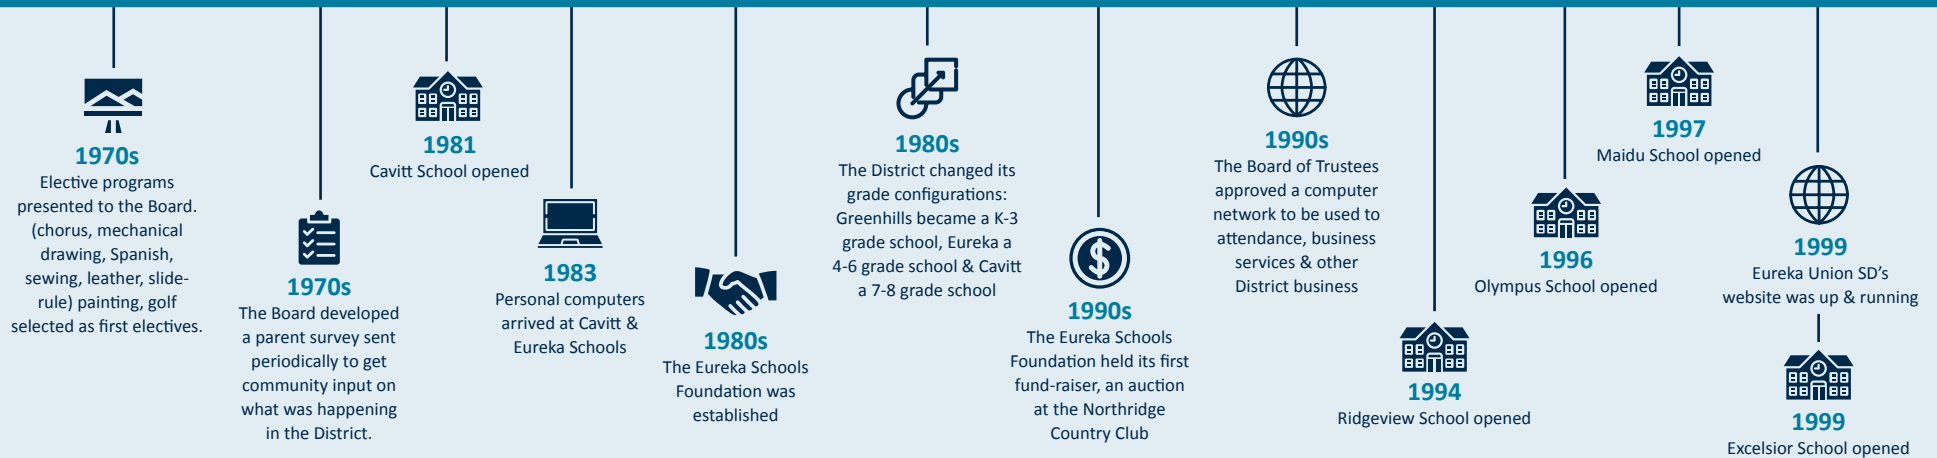 1970s
Elective programs
presented to the Board.
(chorus, mechanical
drawing, Spanish,
sewing, leather, slide-
rule) painting, golf
selected as first electives.
1970s
The Board developed
a parent survey sent
periodically to get
community input on
what was happening
in the District.
1981
Cavitt School opened
1983
Personal computers
arrived at Cavitt &
Eureka Schools
1980s
The Eureka Schools
Foundation was
established
1980s
The District changed its
grade configurations:
Greenhills became a K-3
grade school, Eureka a
4-6 grade school & Cavitt
a 7-8 grade school
1990s
The Eureka Schools
Foundation held its first
fund-raiser, an auction
at the Northridge
Country Club
1990s
The Board of Trustees
approved a computer
network to be used to
attendance, business
services & other
District business
1994
Ridgeview School opened
1996
Olympus School opened
1997
Maidu School opened
1999
Eureka Union SD’s
website was up & running
1999
Excelsior School opened